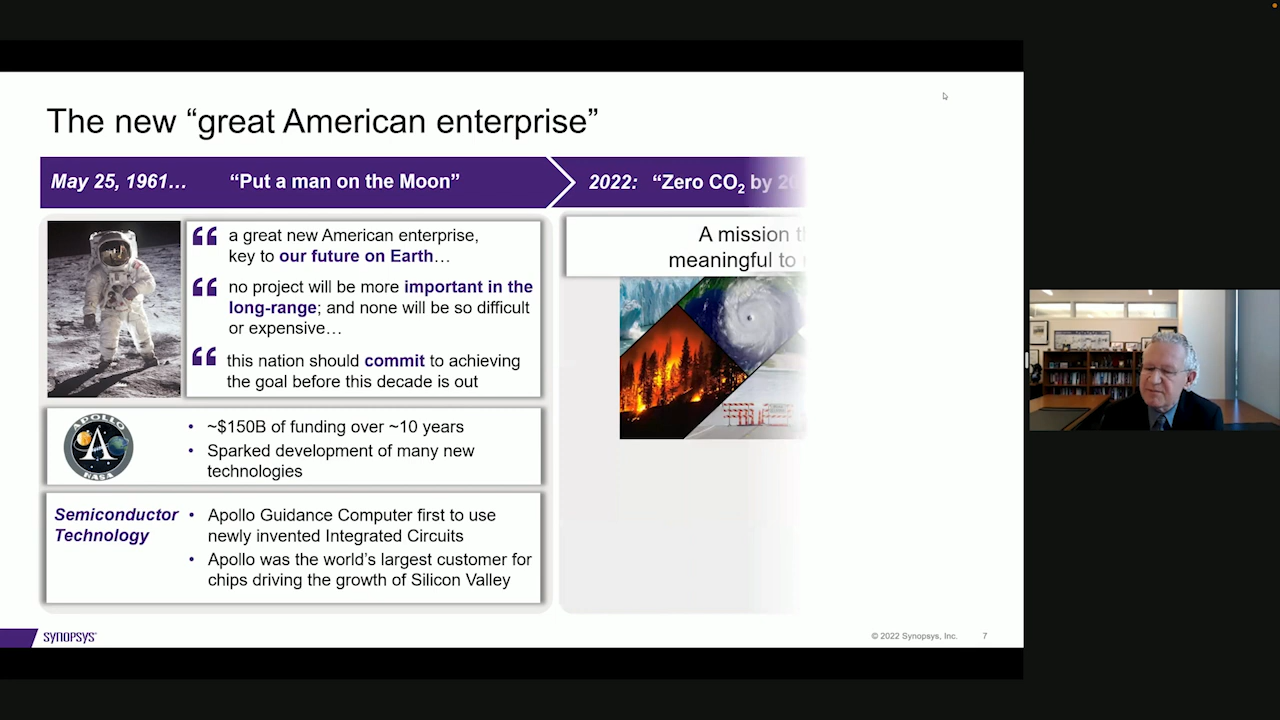 The new “great American enterprise”
May 25, 1961… “Put a man on the Moon”
2022: “Zero CO2 by 20
“ a great new American enterprise,
key to our future on Earth…
“ no project will be more important in the
long-range; and none will be so difficult
or expensive…
“ this nation should commit to achieving
the goal before this decade is out
APOLLO
NASA
• ~$150B of funding over ~10 years
• Sparked development of many new
technologies
Semiconductor
Technology
• Apollo Guidance Computer first to use
newly invented Integrated Circuits
• Apollo was the world’s largest customer for
chips driving the growth of Silicon Valley
A mission
meaningful to
SYNOPSYS
© 2022 Synopsys, Inc. 7